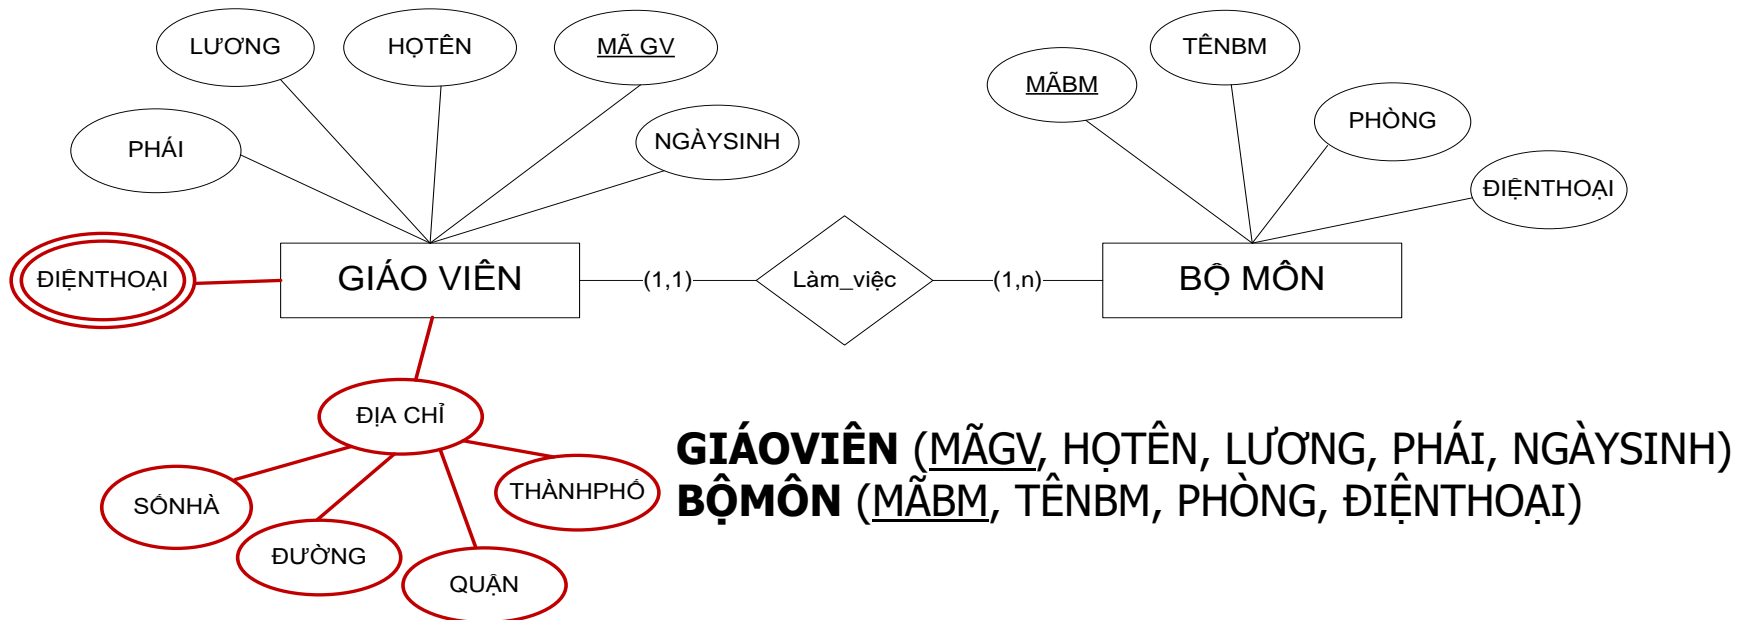 LƯƠNG
HỌTÊN
MÃ GV
TÊNBM
MÃBM
PHÒNG
PHÁI
NGÀYSINH
ĐIỆNTHOẠI
ĐIỆNTHOẠI
GIÁO VIÊN
(1,1)
Làm_việc
(1,n)
BỘ MÔN
ĐỊA CHỈ
GIÁOVIÊN (MÃGV, HỌTÊN, LƯƠNG, PHÁI, NGÀYSINH)
BỘMÔN (MÃBM, TÊNBM, PHÒNG, ĐIỆNTHOẠI)
SỐNHÀ
THÀNHPHỐ
ĐƯỜNG
QUẬN